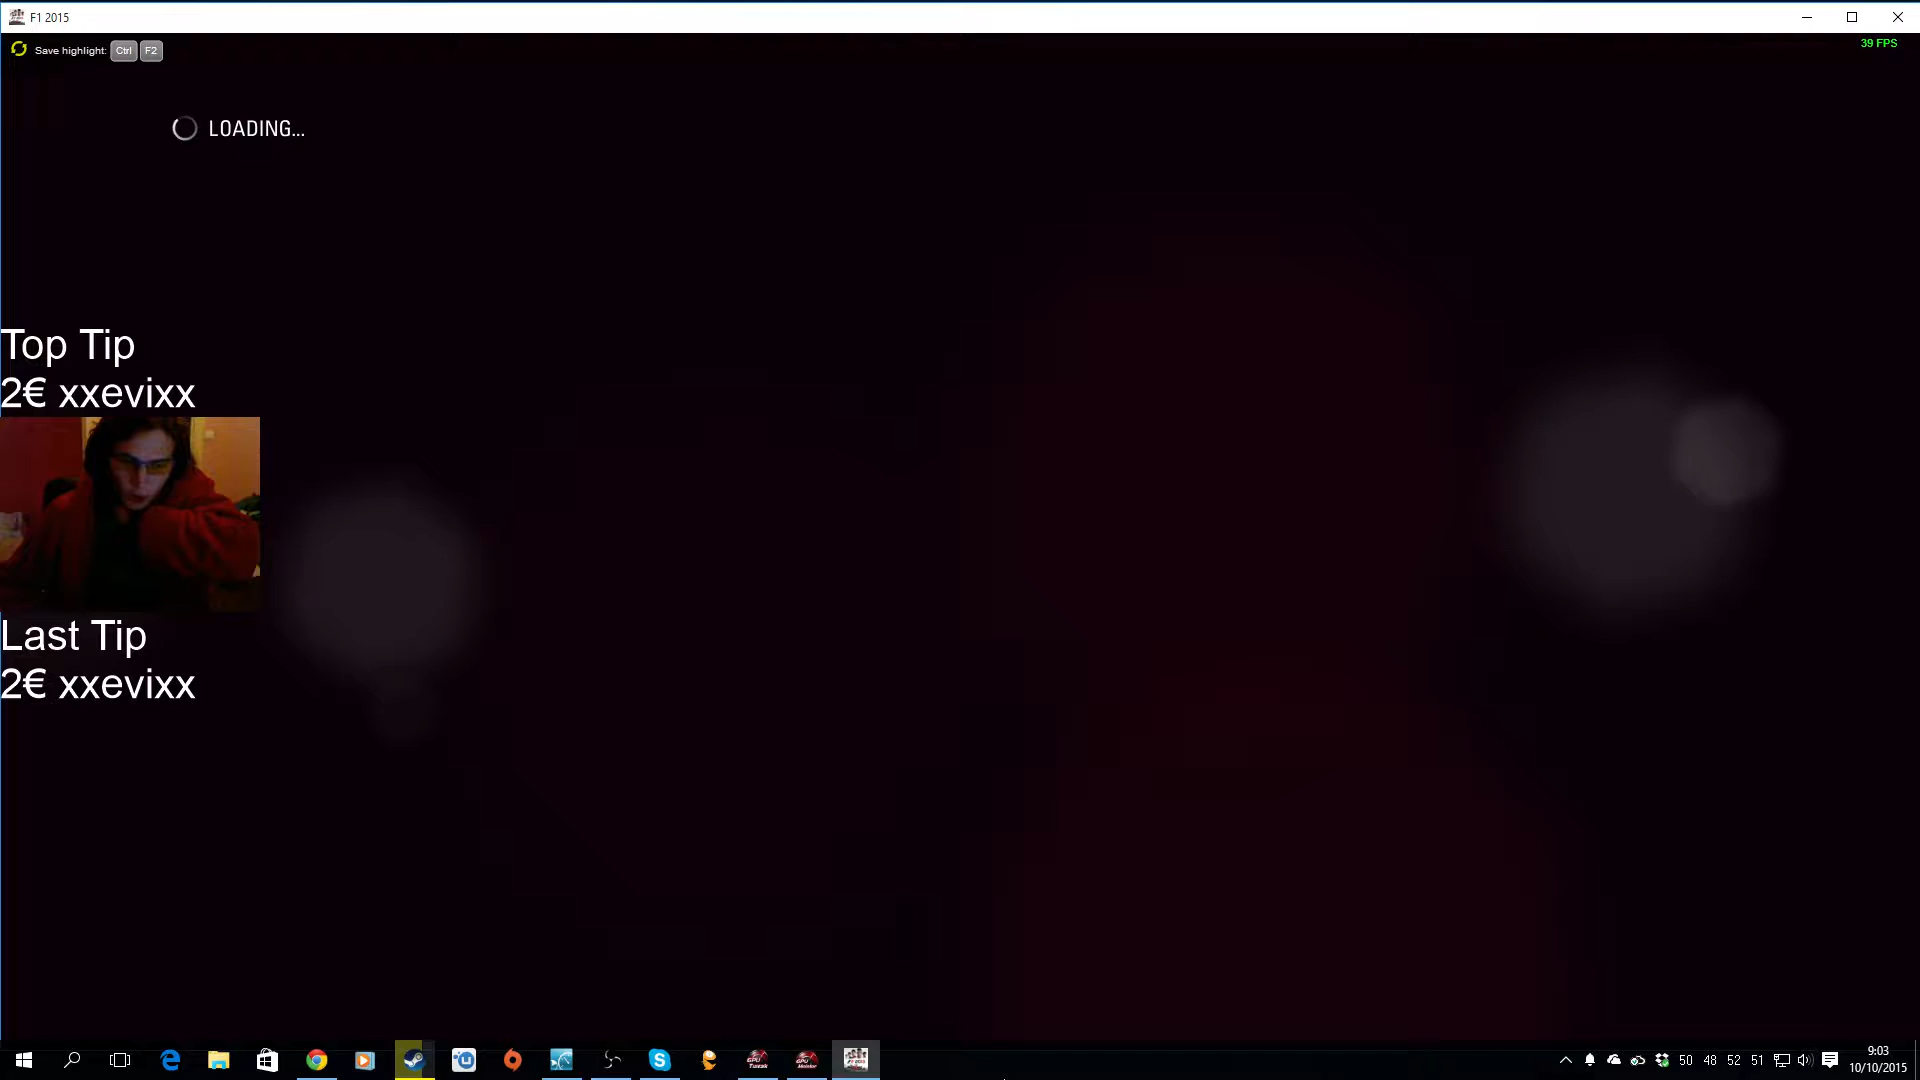 F1 2015
Save highlight: Ctrl F2
39 FPS
LOADING...
Top Tip
2€ xxevixx
Last Tip
2€ xxevixx
50 48 52 51
9:03
10/10/2015